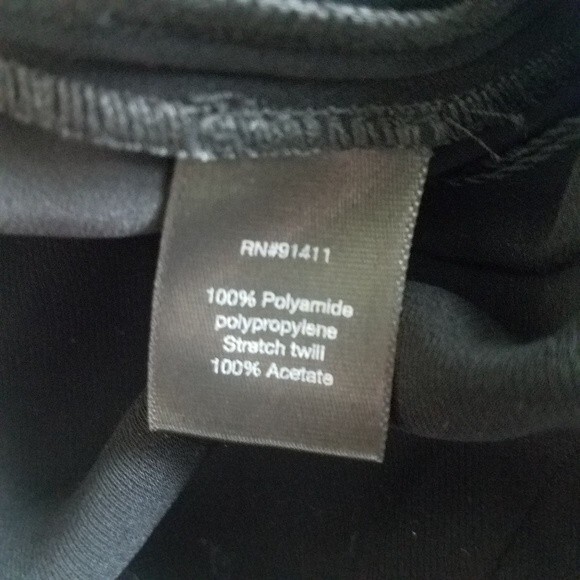 RN#91411
100% Polyamide
polypropylene
Stretch twill
100% Acetate